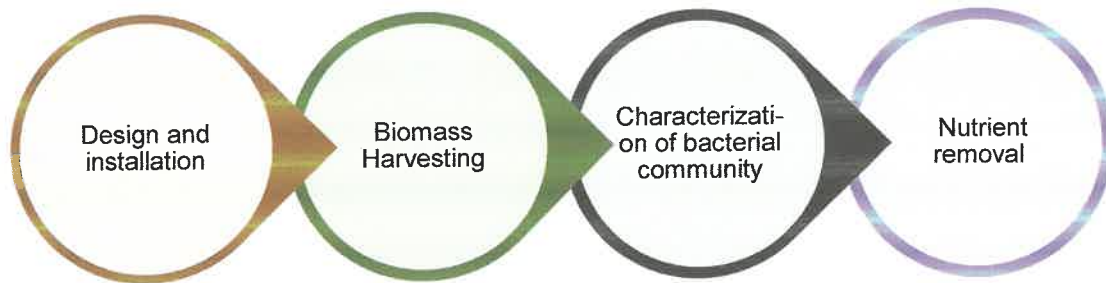 Design and
installation
Biomass
Harvesting
Characterizati-
on of bacterial
community
Nutrient
removal